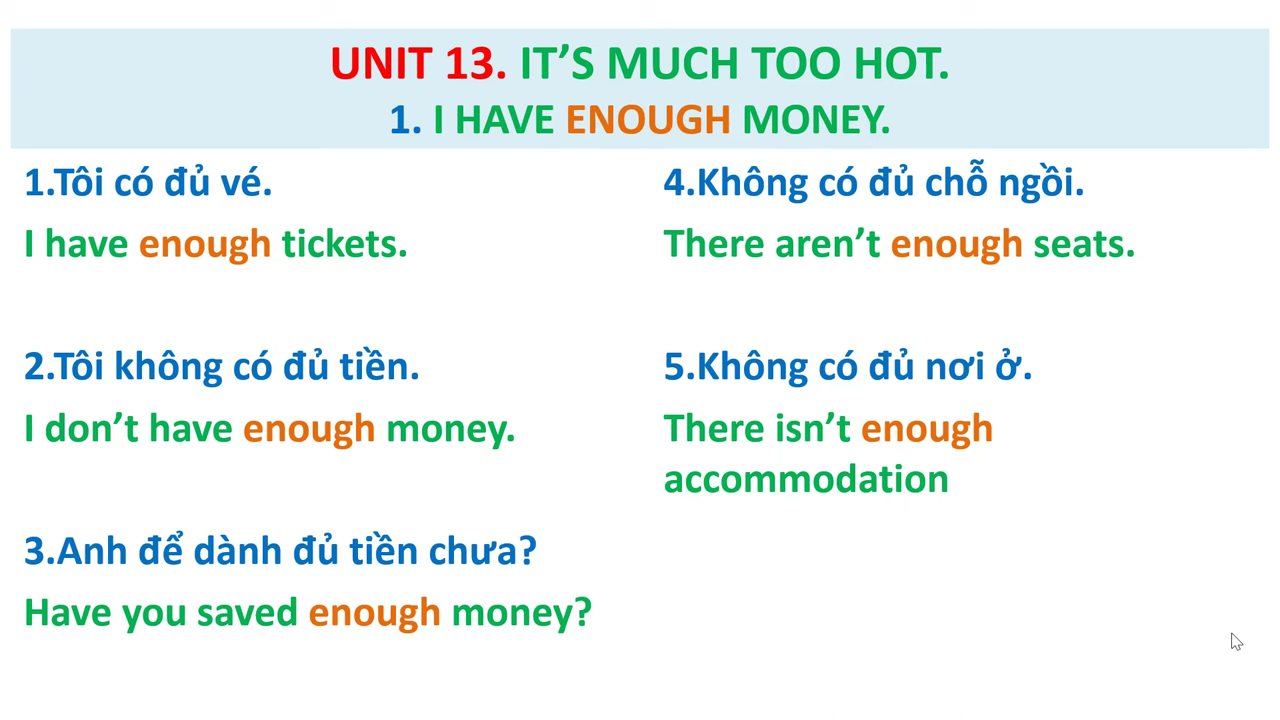 UNIT 13. IT’S MUCH TOO HOT.
1. I HAVE ENOUGH MONEY.
1.Tôi có đủ vé.
I have enough tickets.
2.Tôi không có đủ tiền.
I don’t have enough money.
3.Anh để dành đủ tiền chưa?
Have you saved enough money?
4.Không có đủ chỗ ngồi.
There aren’t enough seats.
5.Không có đủ nơi ở.
There isn’t enough
accommodation